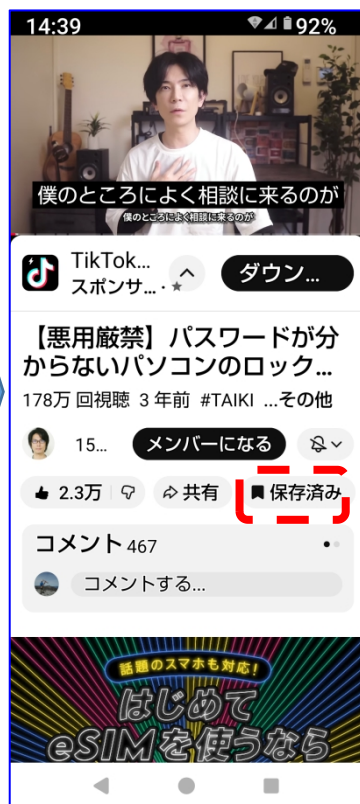 14:39
92%
僕のところによく相談に来るのが
僕のところによく相談に来るのが
TikTok...
スポンサ... · ★
ダウン...
【悪用厳禁】パスワードが分
からないパソコンのロック...
178万 回視聴 3 年前 #TAIKI ...その他
15...
メンバーになる
2.3万
共有
保存済み
コメント 467
コメントする...
話題のスマホも対応!
はじめて
eSIMを使うなら